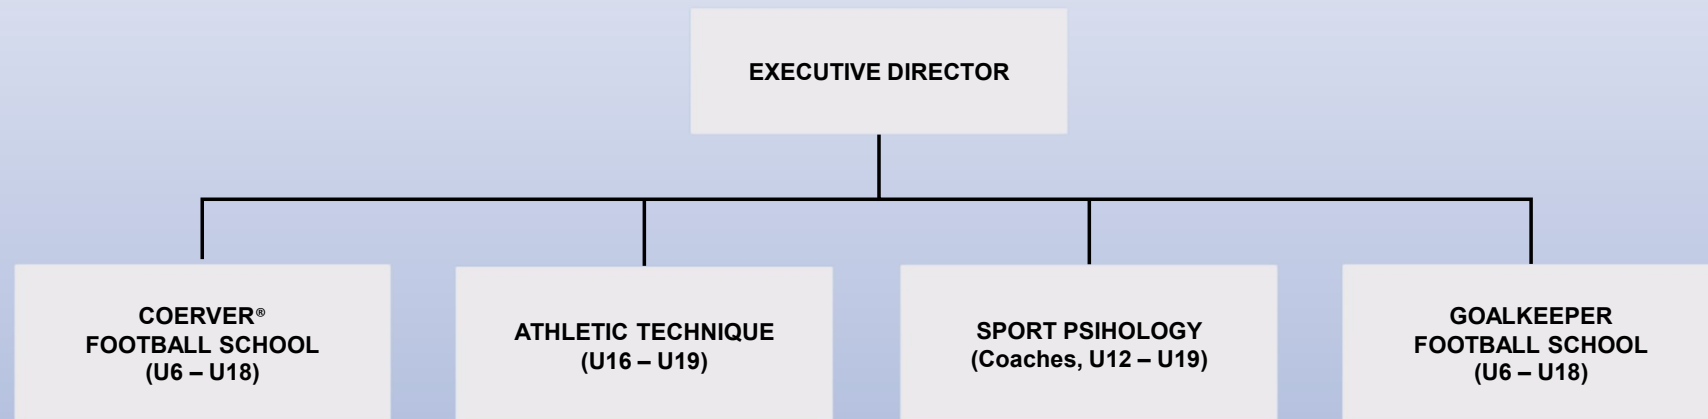 EXECUTIVE DIRECTOR
COERVER®
FOOTBALL SCHOOL
(U6 – U18)
ATHLETIC TECHNIQUE
(U16 – U19)
SPORT PSIHOLOGY
(Coaches, U12 – U19)
GOALKEEPER
FOOTBALL SCHOOL
(U6 – U18)